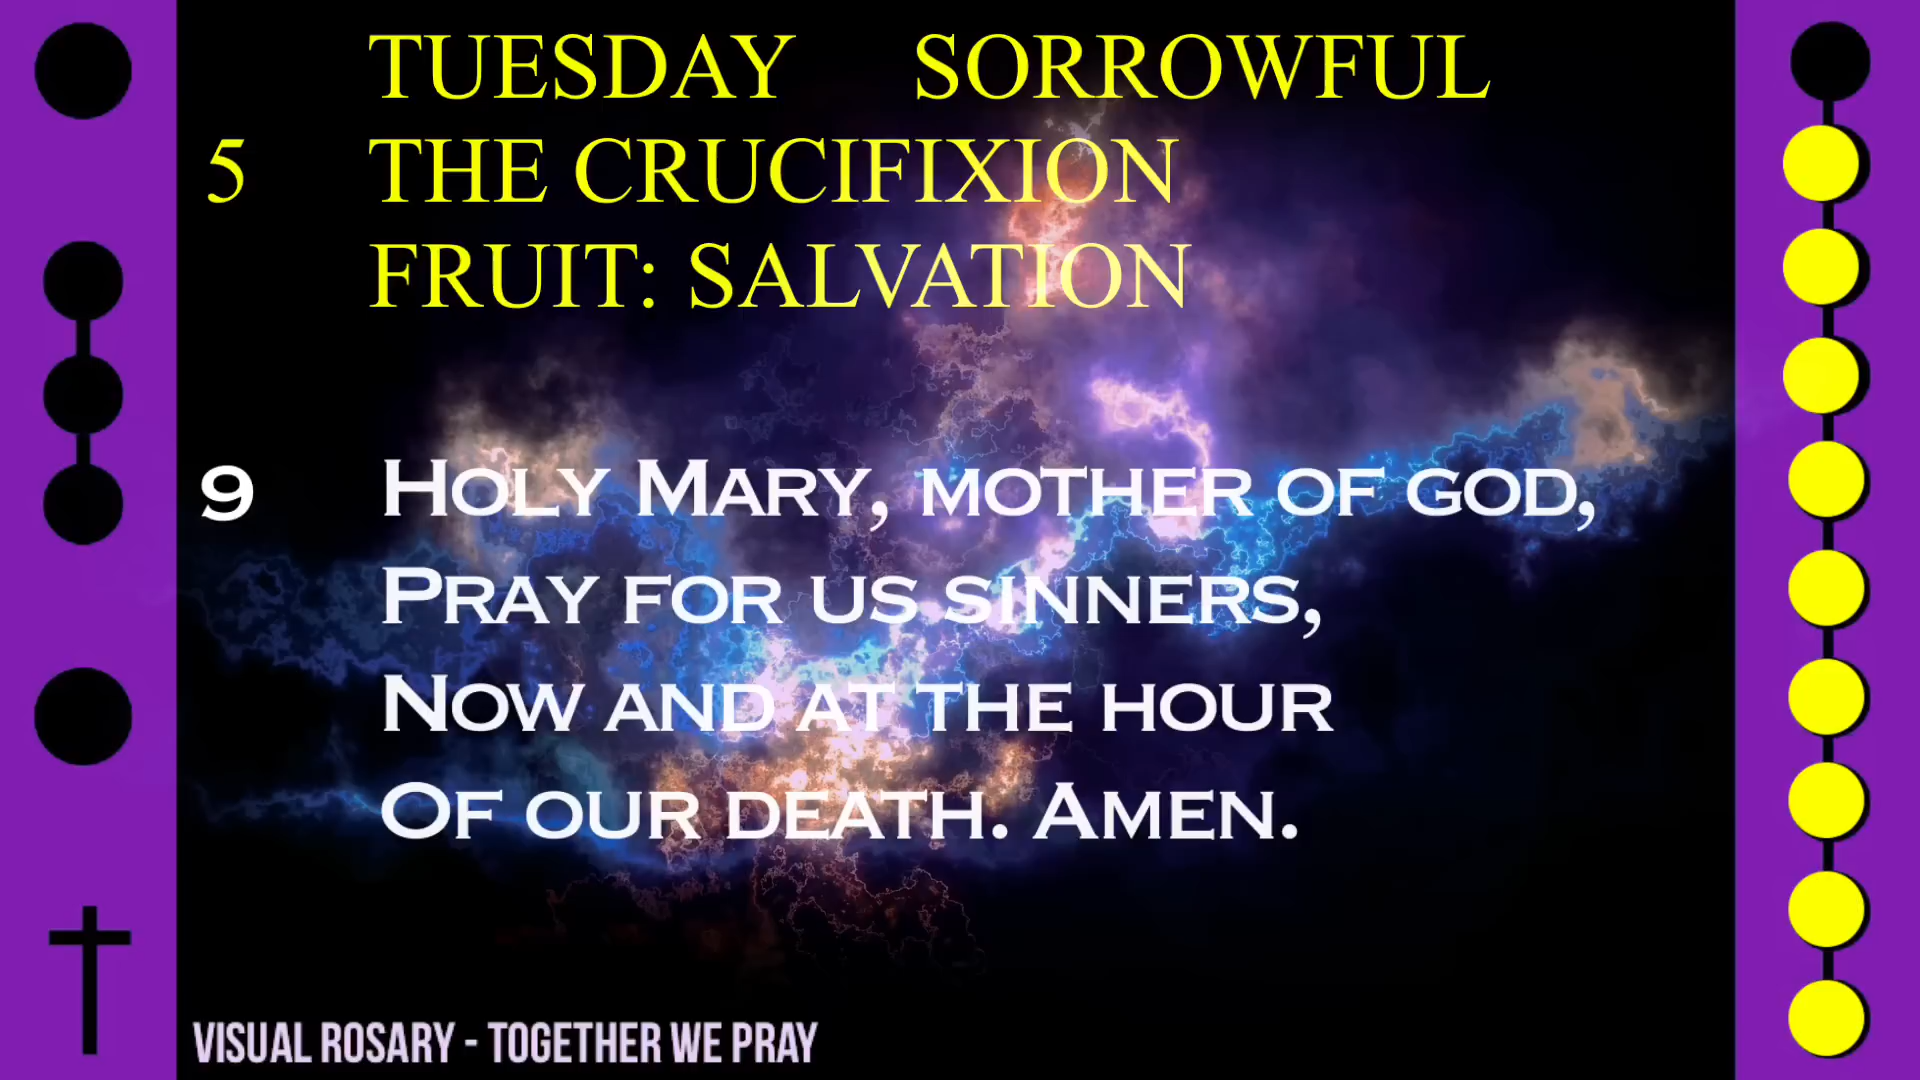 TUESDAY SORROWFUL
5 THE CRUCIFIXION
FRUIT: SALVATION
9 Holy Mary, mother of god,
Pray for us sinners,
Now and at the hour
Of our death. Amen.
VISUAL ROSARY - TOGETHER WE PRAY